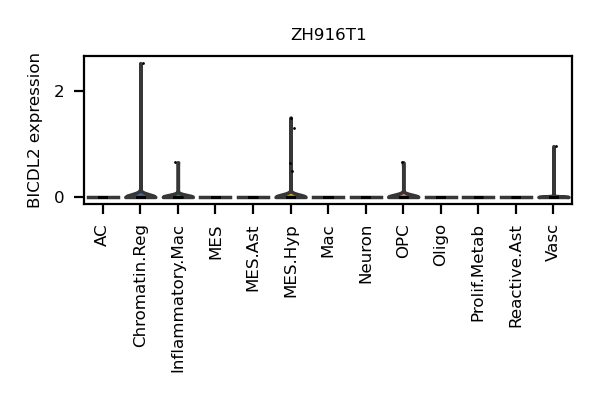 ZH916T1
BICDL2 expression
2
0
AC
Chromatin.Reg
Inflammatory.Mac
MES
MES.Ast
MES.Hyp
Mac
Neuron
OPC
Oligo
Prolif.Metab
Reactive.Ast
Vasc